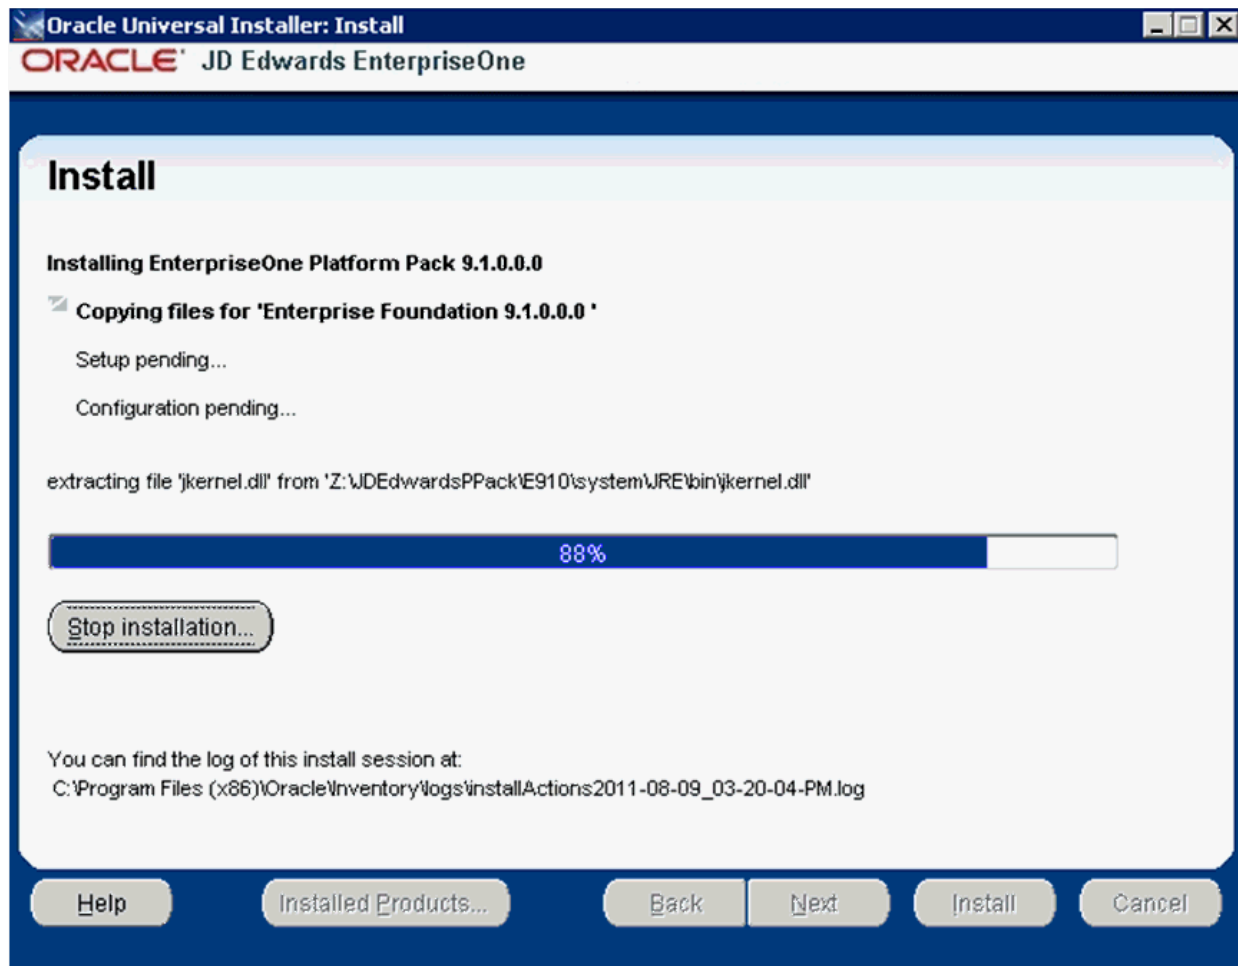 Oracle Universal Installer: Install
ORACLE JD Edwards EnterpriseOne
Install
Installing EnterpriseOne Platform Pack 9.1.0.0.0
Copying files for 'Enterprise Foundation 9.1.0.0.0 '
Setup pending...
Configuration pending...
extracting file 'jkernel.dll' from 'Z:\JDEdwardsPPack\E910\system\JRE\bin\jkernel.dll'
88%
Stop installation...
You can find the log of this install session at:
C:\Program Files (x86)\Oracle\Inventory\logs\installActions2011-08-09_03-20-04-PM.log
Help Installed Products... Back Next Install Cancel